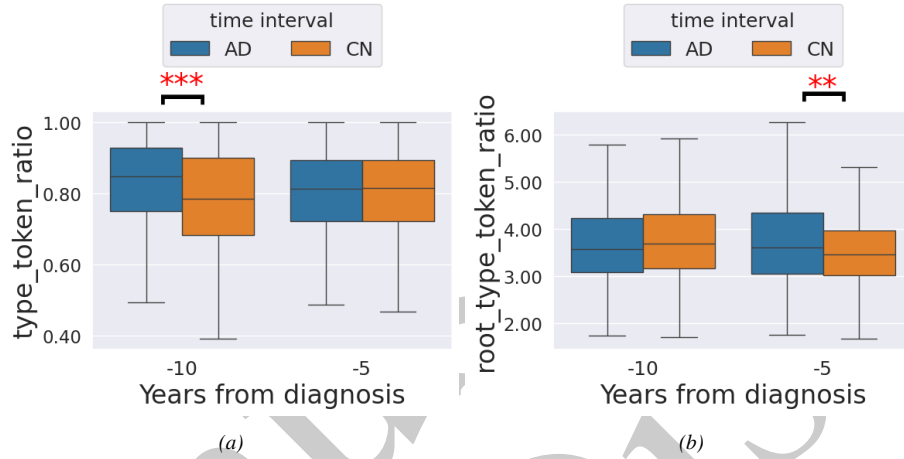 time interval
AD CN
***
type_token_ratio
1.00
0.80
0.60
0.40
-10 -5
Years from diagnosis
(a)
time interval
AD CN
**
root_type_token_ratio
6.00
5.00
4.00
3.00
2.00
-10 -5
Years from diagnosis
(b)